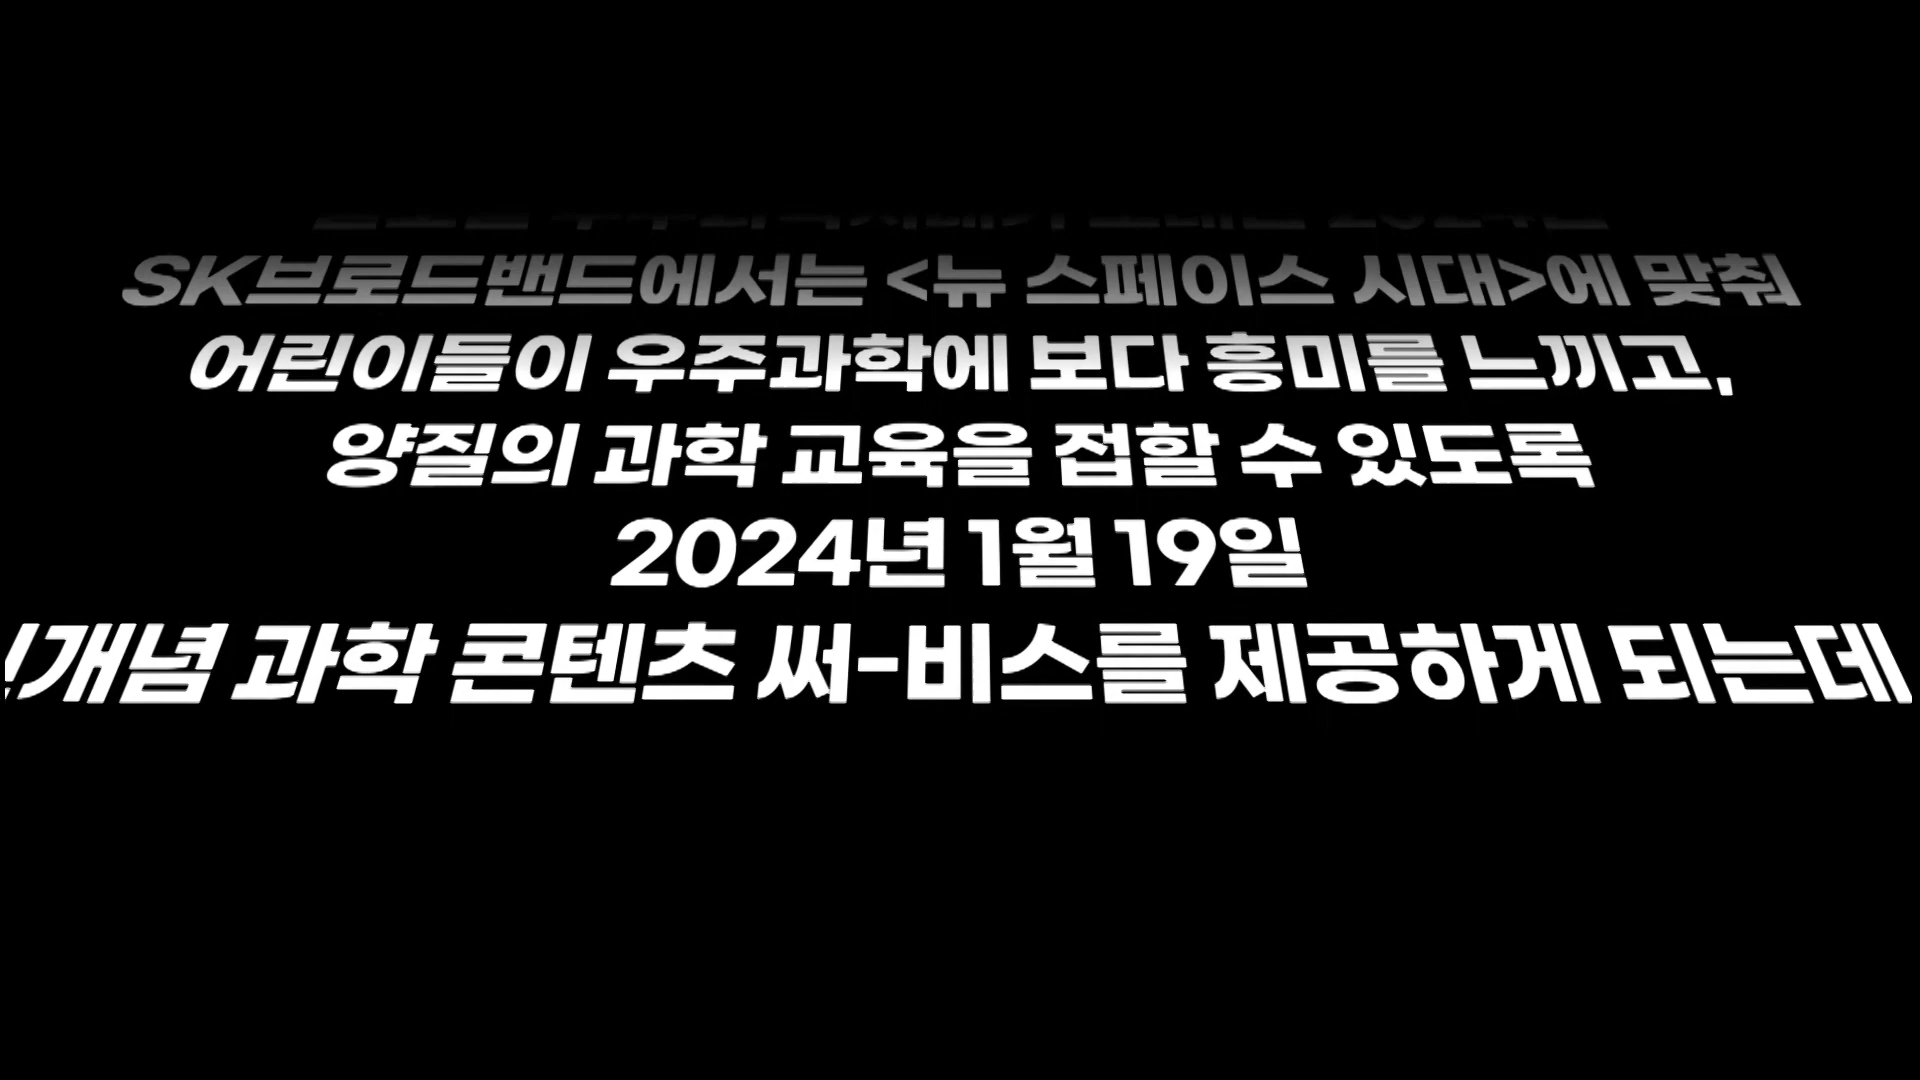 SK브로드밴드에서는 <뉴 스페이스 시대>에 맞춰
어린이들이 우주과학에 보다 흥미를 느끼고,
양질의 과학 교육을 접할 수 있도록
2024년 1월 19일
과학 콘텐츠 써-비스를 제공하게 되는데